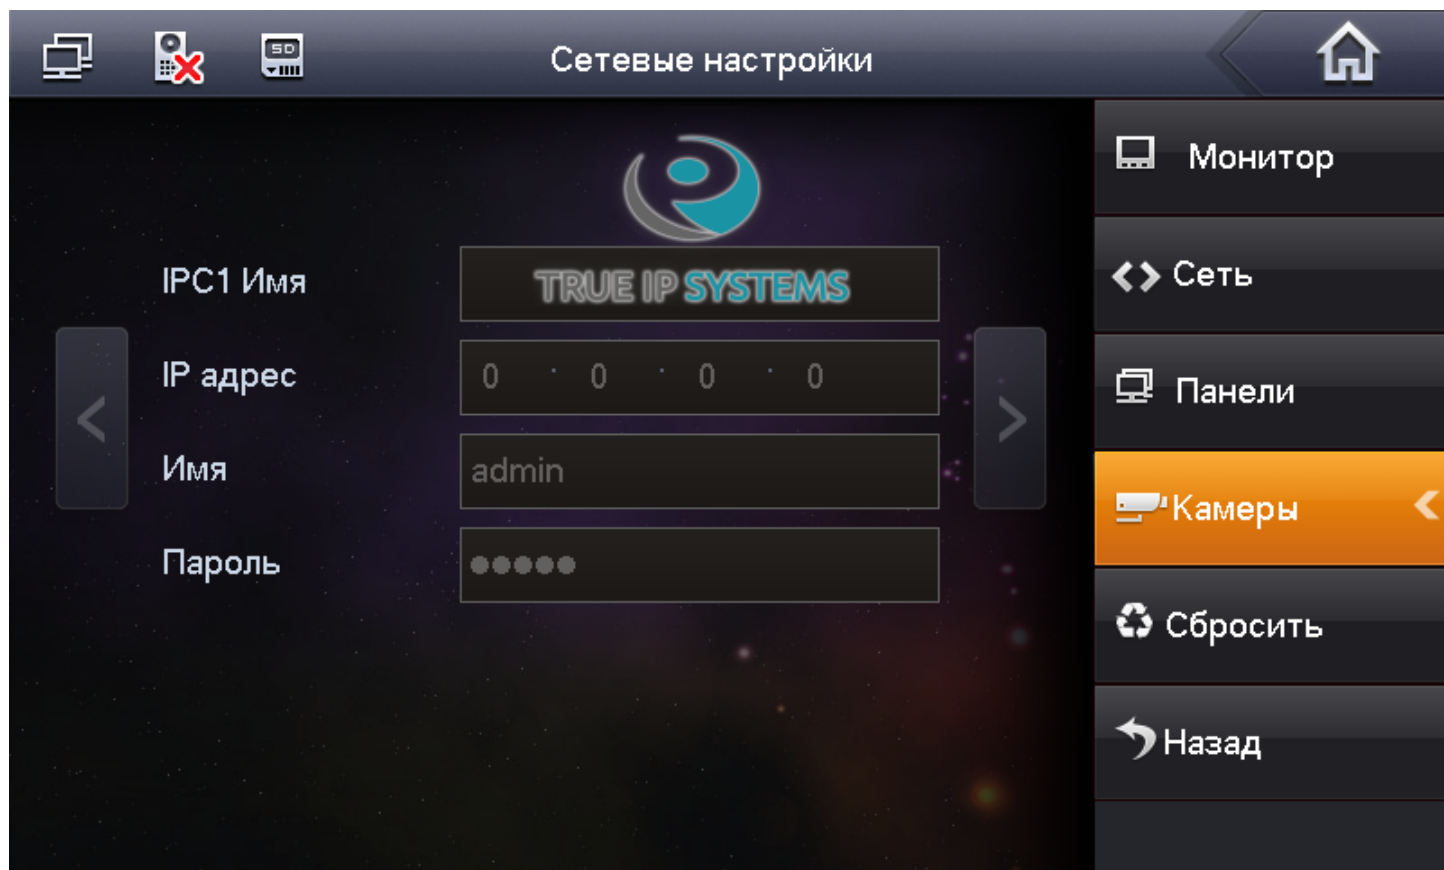 SD
Сетевые настройки
IPC1 Имя
TRUE IP SYSTEMS
IP адрес
0 . 0 . 0 . 0
Имя
admin
Пароль
●●●●●
Монитор
Сеть
Панели
Камеры
Сбросить
Назад